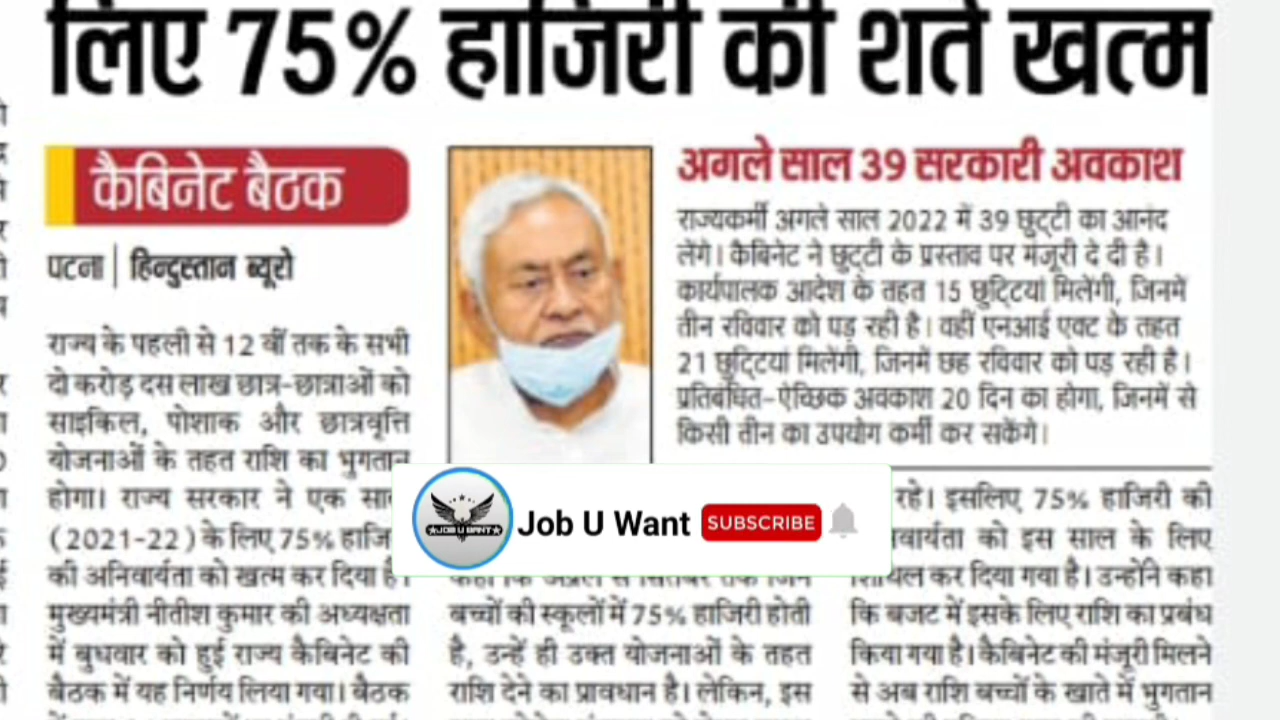 लिए 75% हाजिरी की शर्त खत्म
कैबिनेट बैठक
पटना | हिन्दुस्तान ब्यूरो
राज्य के पहली से 12 वीं तक के सभी
दो करोड़ दस लाख छात्र-छात्राओं को
साइकिल, पोशाक और छात्रवृत्ति
योजनाओं के तहत राशि का भुगतान
होगा। राज्य सरकार ने एक
(2021-22) के लिए 75%
की अनिवार्यता को खत्म कर दिया है।
मुख्यमंत्री नीतीश कुमार की अध्यक्षता
में बुधवार को हुई राज्य कैबिनेट की
बैठक में यह निर्णय लिया गया। बैठक
अगले साल 39 सरकारी अवकाश
राज्यकर्मी अगले साल 2022 में 39 छुट्टी का आनंद
लेंगे। कैबिनेट ने छुट्टी के प्रस्ताव पर मंजूरी दे दी है।
कार्यपालक आदेश के तहत 15 छुट्टियां मिलेंगी, जिनमें
तीन रविवार को पड़ रही है। वहीं एनआई एक्ट के तहत
21 छुट्टियां मिलेंगी, जिनमें छह रविवार को पड़ रही है।
प्रतिबंधित-ऐच्छिक अवकाश 20 दिन का होगा, जिनमें से
किसी तीन का उपयोग कर्मी कर सकेंगे।
JOB U WANT
Job U Want SUBSCRIBE
बच्चों की स्कूलों में 75% हाजिरी होती
है, उन्हें ही उक्त योजनाओं के तहत
राशि देने का प्रावधान है। लेकिन, इस
रहे। इसलिए 75% हाजिरी की
को इस साल के लिए
शिथिल कर दिया गया है। उन्होंने कहा
कि बजट में इसके लिए राशि का प्रबंध
किया गया है। कैबिनेट की मंजूरी मिलने
से अब राशि बच्चों के खाते में भुगतान